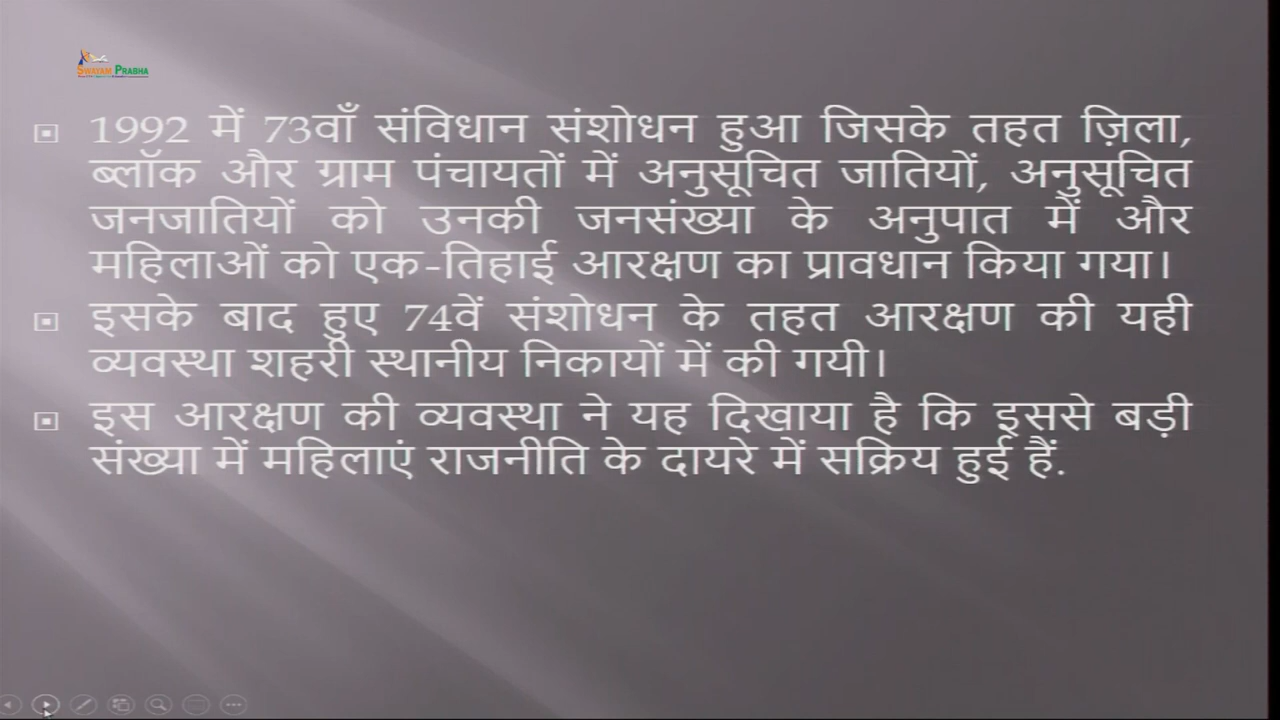 SWAYAM PRABHA
1992 में 73वाँ संविधान संशोधन हुआ जिसके तहत ज़िला,
ब्लॉक और ग्राम पंचायतों में अनुसूचित जातियों, अनुसूचित
जनजातियों को उनकी जनसंख्या के अनुपात में और
महिलाओं को एक-तिहाई आरक्षण का प्रावधान किया गया।
इसके बाद हुए 74वें संशोधन के तहत आरक्षण की यही
व्यवस्था शहरी स्थानीय निकायों में की गयी।
इस आरक्षण की व्यवस्था ने यह दिखाया है कि इससे बड़ी
संख्या में महिलाएं राजनीति के दायरे में सक्रिय हुई हैं.